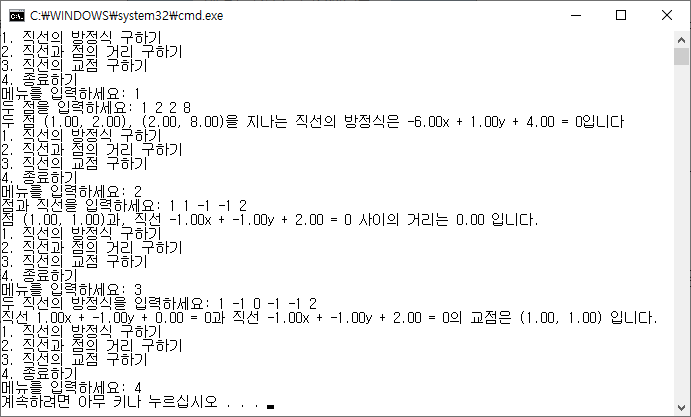 C:₩WINDOWS₩system32₩cmd.exe
1. 직선의 방정식 구하기
2. 직선과 점의 거리 구하기
3. 직선의 교점 구하기
4. 종료하기
메뉴를 입력하세요: 1
두 점을 입력하세요: 1 2 2 8
두 점 (1.00, 2.00), (2.00, 8.00)을 지나는 직선의 방정식은 -6.00x + 1.00y + 4.00 = 0입니다
1. 직선의 방정식 구하기
2. 직선과 점의 거리 구하기
3. 직선의 교점 구하기
4. 종료하기
메뉴를 입력하세요: 2
점과 직선을 입력하세요: 1 1 -1 -1 2
점 (1.00, 1.00)과, 직선 -1.00x + -1.00y + 2.00 = 0 사이의 거리는 0.00 입니다.
1. 직선의 방정식 구하기
2. 직선과 점의 거리 구하기
3. 직선의 교점 구하기
4. 종료하기
메뉴를 입력하세요: 3
두 직선의 방정식을 입력하세요: 1 -1 0 -1 -1 2
직선 1.00x + -1.00y + 0.00 = 0과 직선 -1.00x + -1.00y + 2.00 = 0의 교점은 (1.00, 1.00) 입니다.
1. 직선의 방정식 구하기
2. 직선과 점의 거리 구하기
3. 직선의 교점 구하기
4. 종료하기
메뉴를 입력하세요: 4
계속하려면 아무 키나 누르십시오 . . .